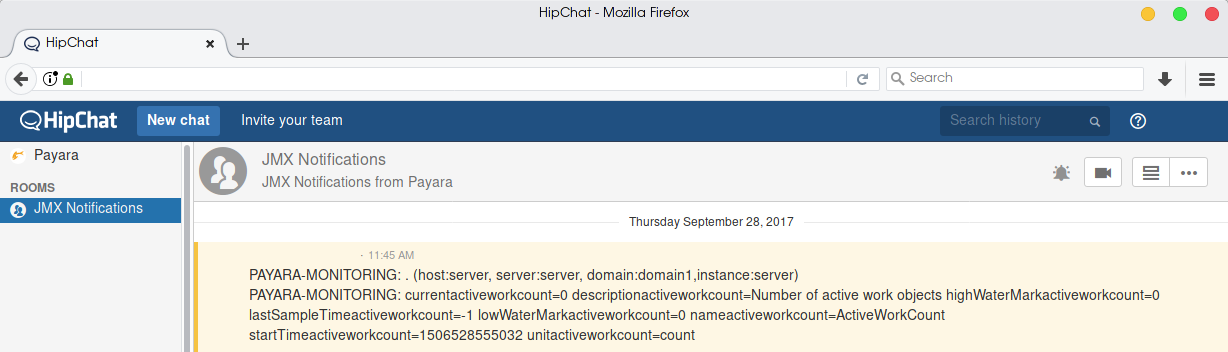 HipChat - Mozilla Firefox
HipChat
Search
HipChat New chat Invite your team Search history
Payara
ROOMS
JMX Notifications
JMX Notifications
JMX Notifications from Payara
Thursday September 28, 2017
· 11:45 AM
PAYARA-MONITORING: . (host:server, server:server, domain:domain1,instance:server)
PAYARA-MONITORING: currentactiveworkcount=0 descriptionactiveworkcount=Number of active work objects highWaterMarkactiveworkcount=0
lastSampleTimeactiveworkcount=-1 lowWaterMarkactiveworkcount=0 nameactiveworkcount=ActiveWorkCount
startTimeactiveworkcount=1506528555032 unitactiveworkcount=count